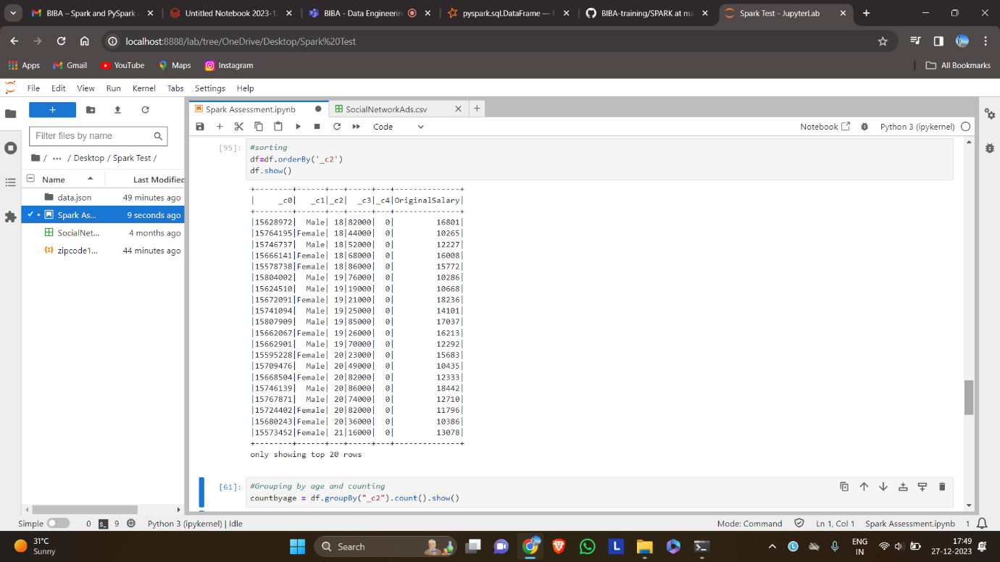 BIBA – Spark and PySpark
Untitled Notebook 2023-12
BIBA - Data Engineerin
pyspark.sql.DataFrame —
BIBA-training/SPARK at ma
Spark Test - JupyterLab
localhost:8888/lab/tree/OneDrive/Desktop/Spark%20Test
Apps Gmail YouTube Maps Instagram All Bookmarks
File Edit View Run Kernel Tabs Settings Help
Spark Assessment.ipynb
SocialNetworkAds.csv
Filter files by name
/ ... / Desktop / Spark Test /
Name Last Modified
data.json 49 minutes ago
Spark As... 9 seconds ago
SocialNet... 4 months ago
zipcode1... 44 minutes ago
Code
Notebook
Python 3 (ipykernel)
[95]:
#sorting
df=df.orderBy('_c2')
df.show()
+--------+------+---+-----+---+--------------+
| _c0| _c1|_c2| _c3|_c4|OriginalSalary|
+--------+------+---+-----+---+--------------+
|15628972| Male| 18|82000| 0| 16801|
|15764195|Female| 18|44000| 0| 10265|
|15746737| Male| 18|52000| 0| 12227|
|15666141|Female| 18|68000| 0| 16008|
|15578738|Female| 18|86000| 0| 15772|
|15804002| Male| 19|76000| 0| 10286|
|15624510| Male| 19|19000| 0| 10668|
|15672091|Female| 19|21000| 0| 18236|
|15741094| Male| 19|25000| 0| 14101|
|15807909| Male| 19|85000| 0| 17037|
|15662067|Female| 19|26000| 0| 16213|
|15662901| Male| 19|70000| 0| 12292|
|15595228|Female| 20|23000| 0| 15683|
|15709476| Male| 20|49000| 0| 10435|
|15668504|Female| 20|82000| 0| 12333|
|15746139| Male| 20|86000| 0| 18442|
|15767871| Male| 20|74000| 0| 12710|
|15724402|Female| 20|82000| 0| 11796|
|15680243|Female| 20|36000| 0| 10386|
|15573452|Female| 21|16000| 0| 13078|
+--------+------+---+-----+---+--------------+
only showing top 20 rows
[61]:
#Grouping by age and counting
countbyage = df.groupBy("_c2").count().show()
Simple 0 9 Python 3 (ipykernel) | Idle
Mode: Command Ln 1, Col 1 Spark Assessment.ipynb 1
31°C
Sunny
Search
L
ENG
IN
17:49
27-12-2023